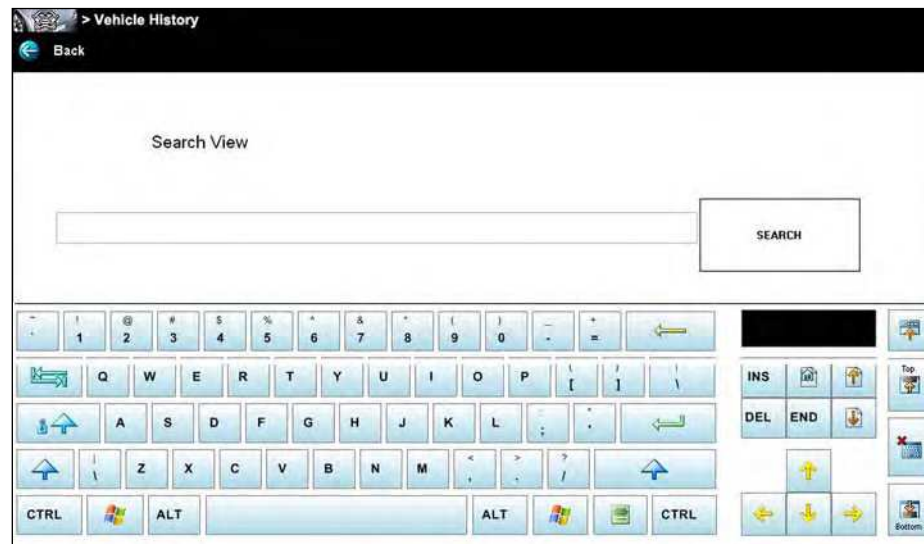 > Vehicle History
Back
Search View
SEARCH
~ ! @ # $ % ^ & * ( ) _ +
` 1 2 3 4 5 6 7 8 9 0 - =
Q W E R T Y U I O P [ ] \
INS
Top
A S D F G H J K L ;
DEL END
\ Z X C V B N M , . /
< > ?
CTRL ALT ALT CTRL
Bottom